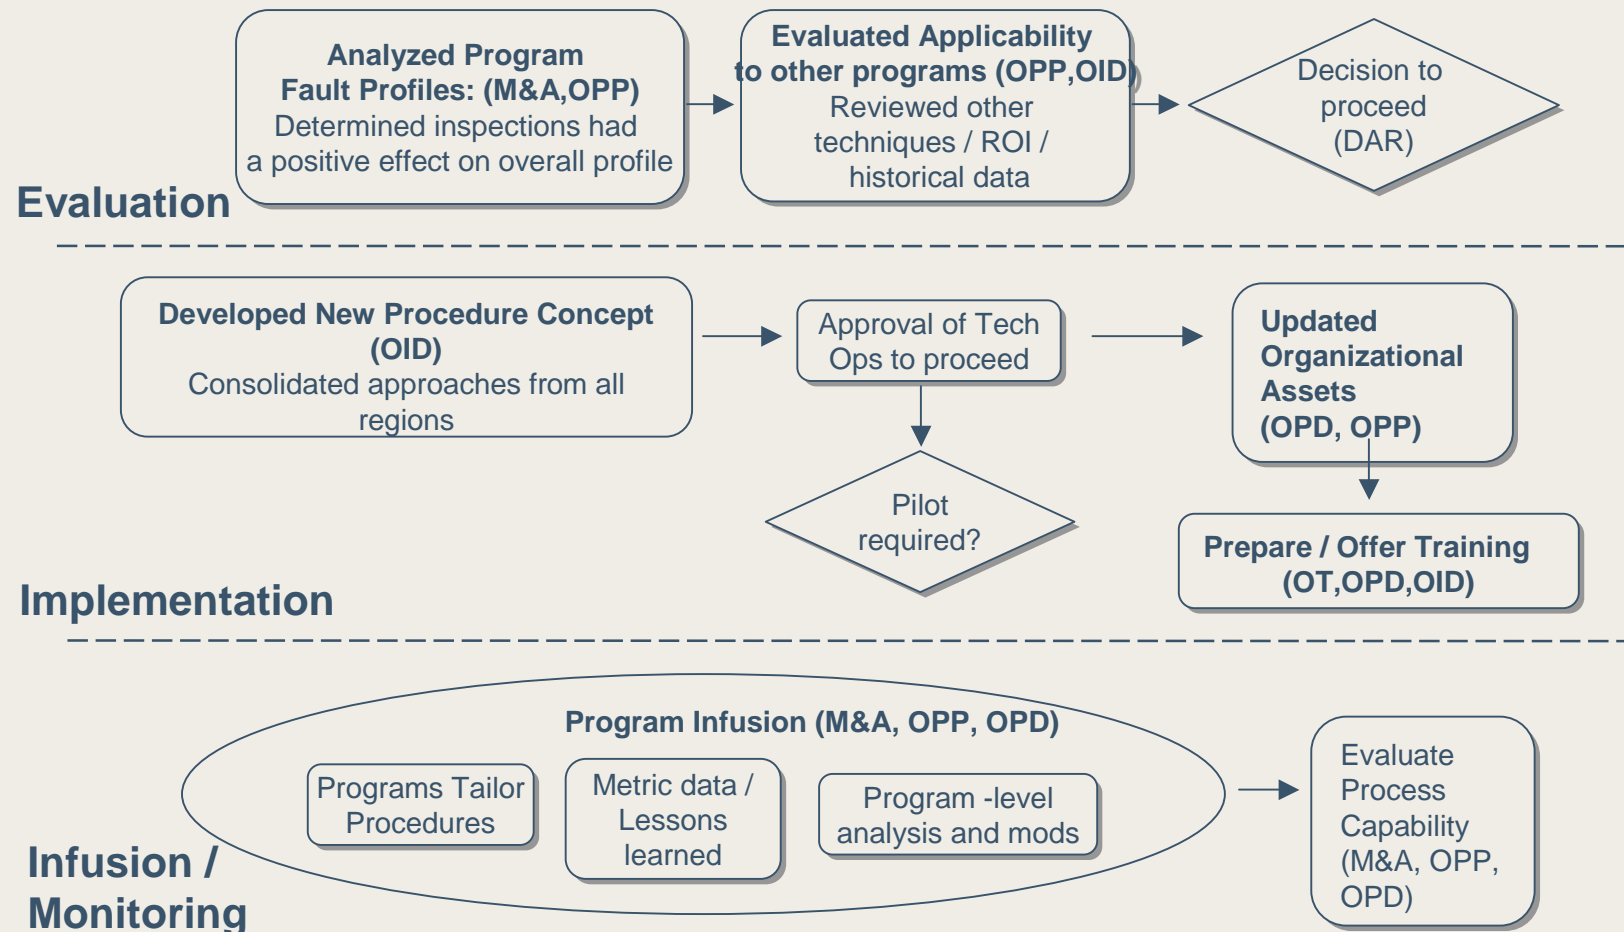 Analyzed Program
Fault Profiles: (M&A,OPP)
Determined inspections had
a positive effect on overall profile
Evaluated Applicability
to other programs (OPP,OID)
Reviewed other
techniques / ROI /
historical data
Decision to
proceed
(DAR)
Evaluation
Developed New Procedure Concept
(OID)
Consolidated approaches from all
regions
Approval of Tech
Ops to proceed
Updated
Organizational
Assets
(OPD, OPP)
Pilot
required?
Prepare / Offer Training
(OT,OPD,OID)
Implementation
Program Infusion (M&A, OPP, OPD)
Programs Tailor
Procedures
Metric data /
Lessons
learned
Program -level
analysis and mods
Evaluate
Process
Capability
(M&A, OPP,
OPD)
Infusion /
Monitoring